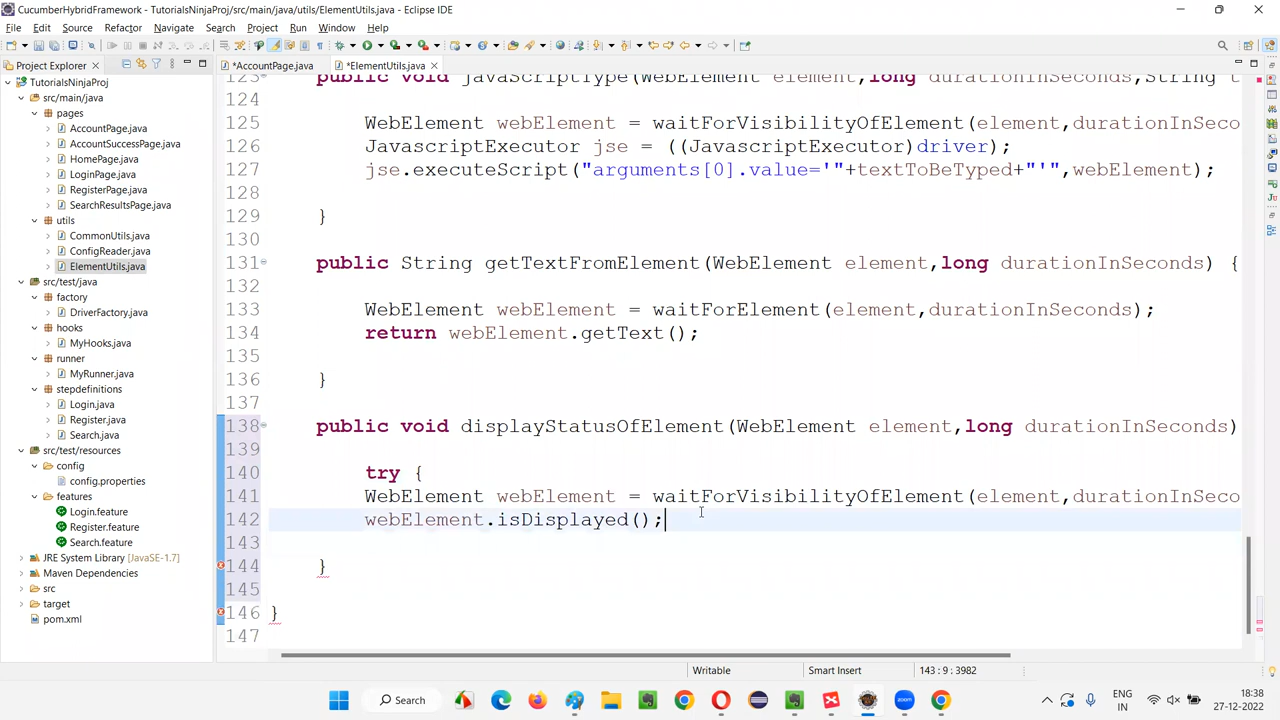 CucumberHybridFramework - TutorialsNinjaProj/src/main/java/utils/ElementUtils.java - Eclipse IDE
File Edit Source Refactor Navigate Search Project Run Window Help
Project Explorer
*AccountPage.java
*ElementUtils.java
TutorialsNinjaProj
src/main/java
pages
AccountPage.java
AccountSuccessPage.java
HomePage.java
LoginPage.java
RegisterPage.java
SearchResultsPage.java
utils
CommonUtils.java
ConfigReader.java
ElementUtils.java
src/test/java
factory
DriverFactory.java
hooks
MyHooks.java
runner
MyRunner.java
stepdefinitions
Login.java
Register.java
Search.java
src/test/resources
config
config.properties
features
Login.feature
Register.feature
Search.feature
JRE System Library [JavaSE-1.7]
Maven Dependencies
src
target
pom.xml
123 public void javaScriptType(WebElement element,long durationInSeconds,String t
124
125 WebElement webElement = waitForVisibilityOfElement(element,durationInSeco
126 JavascriptExecutor jse = ((JavascriptExecutor)driver);
127 jse.executeScript("arguments[0].value='"+textToBeTyped+"'",webElement);
128
129 }
130
131 public String getTextFromElement(WebElement element,long durationInSeconds) {
132
133 WebElement webElement = waitForElement(element,durationInSeconds);
134 return webElement.getText();
135
136 }
137
138 public void displayStatusOfElement(WebElement element,long durationInSeconds)
139
140 try {
141 WebElement webElement = waitForVisibilityOfElement(element,durationInSeco
142 webElement.isDisplayed();
143
144 }
145
146 }
147
Writable Smart Insert 143 : 9 : 3982
Search
ENG
IN
18:38
27-12-2022